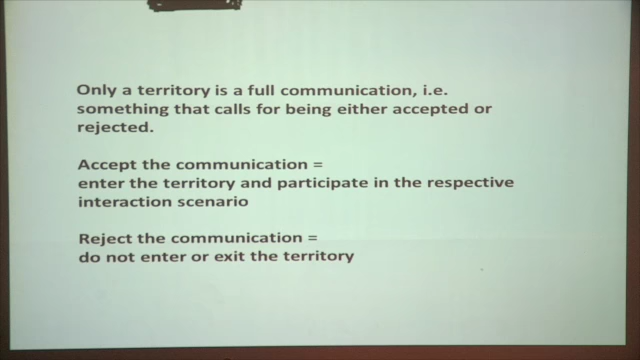 Only a territory is a full communication, i.e.
something that calls for being either accepted or
rejected.
Accept the communication =
enter the territory and participate in the respective
interaction scenario
Reject the communication =
do not enter or exit the territory